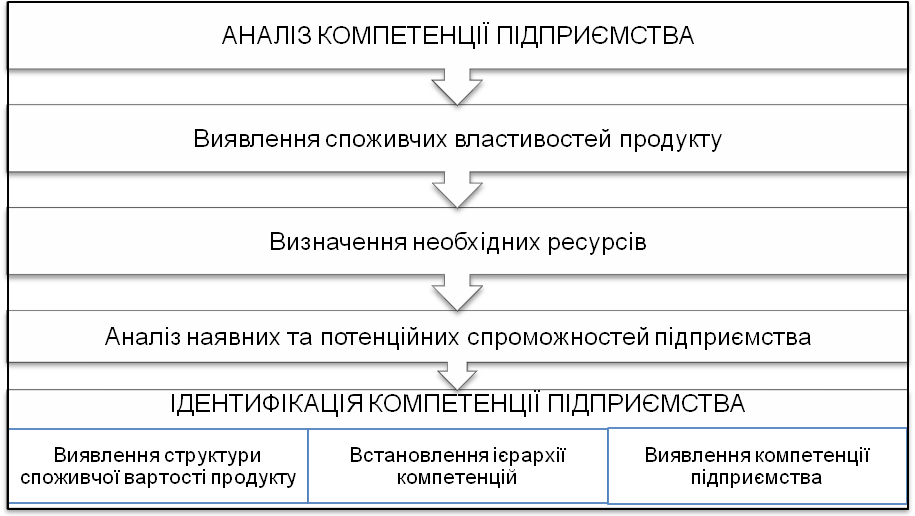 АНАЛІЗ КОМПЕТЕНЦІЇ ПІДПРИЄМСТВА
Виявлення споживчих властивостей продукту
Визначення необхідних ресурсів
Аналіз наявних та потенційних спроможностей підприємства
ІДЕНТИФІКАЦІЯ КОМПЕТЕНЦІЇ ПІДПРИЄМСТВА
Виявлення структури
споживчої вартості продукту
Встановлення ієрархії
компетенцій
Виявлення компетенції
підприємства